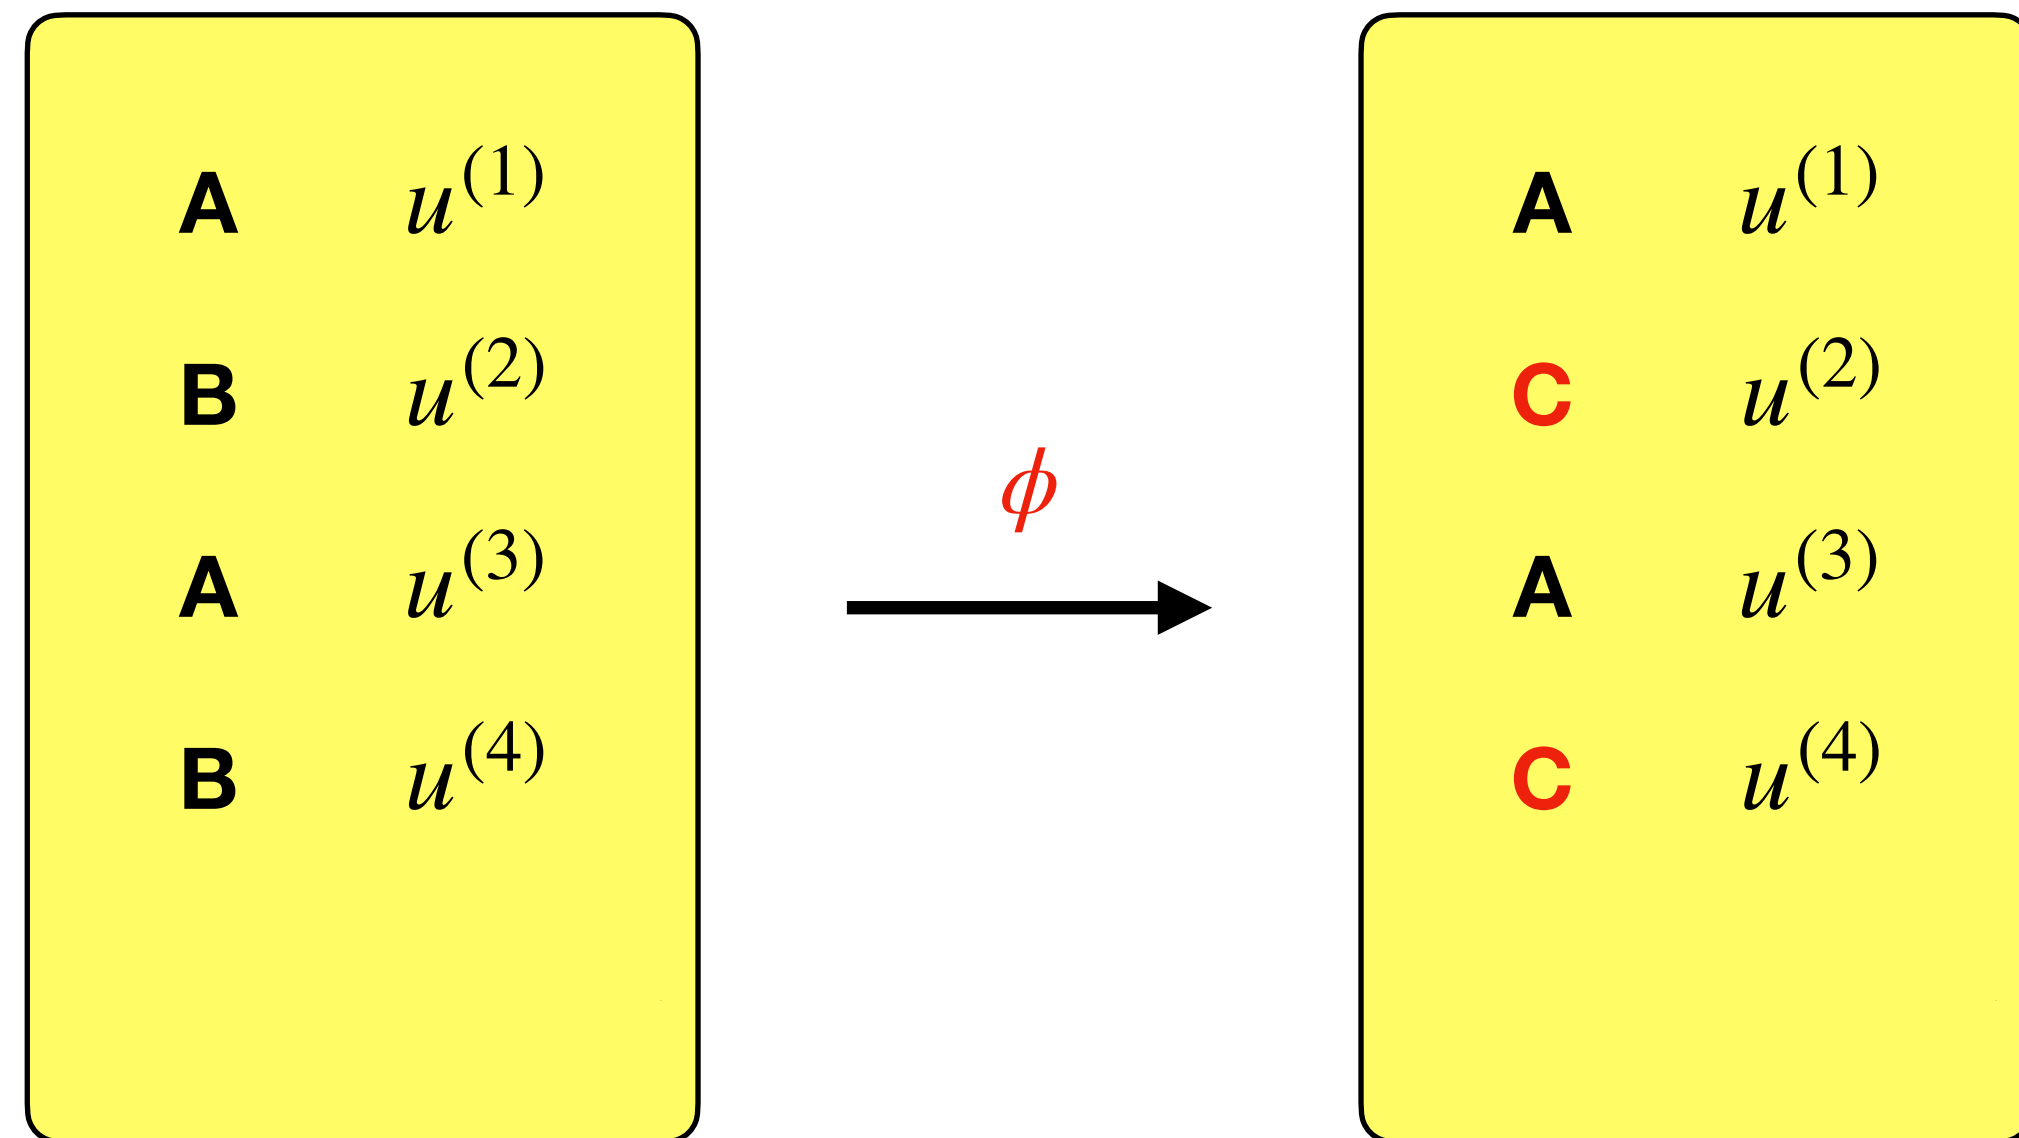 A u^(1)
B u^(2)
A u^(3)
B u^(4)
ϕ
A u^(1)
C u^(2)
A u^(3)
C u^(4)